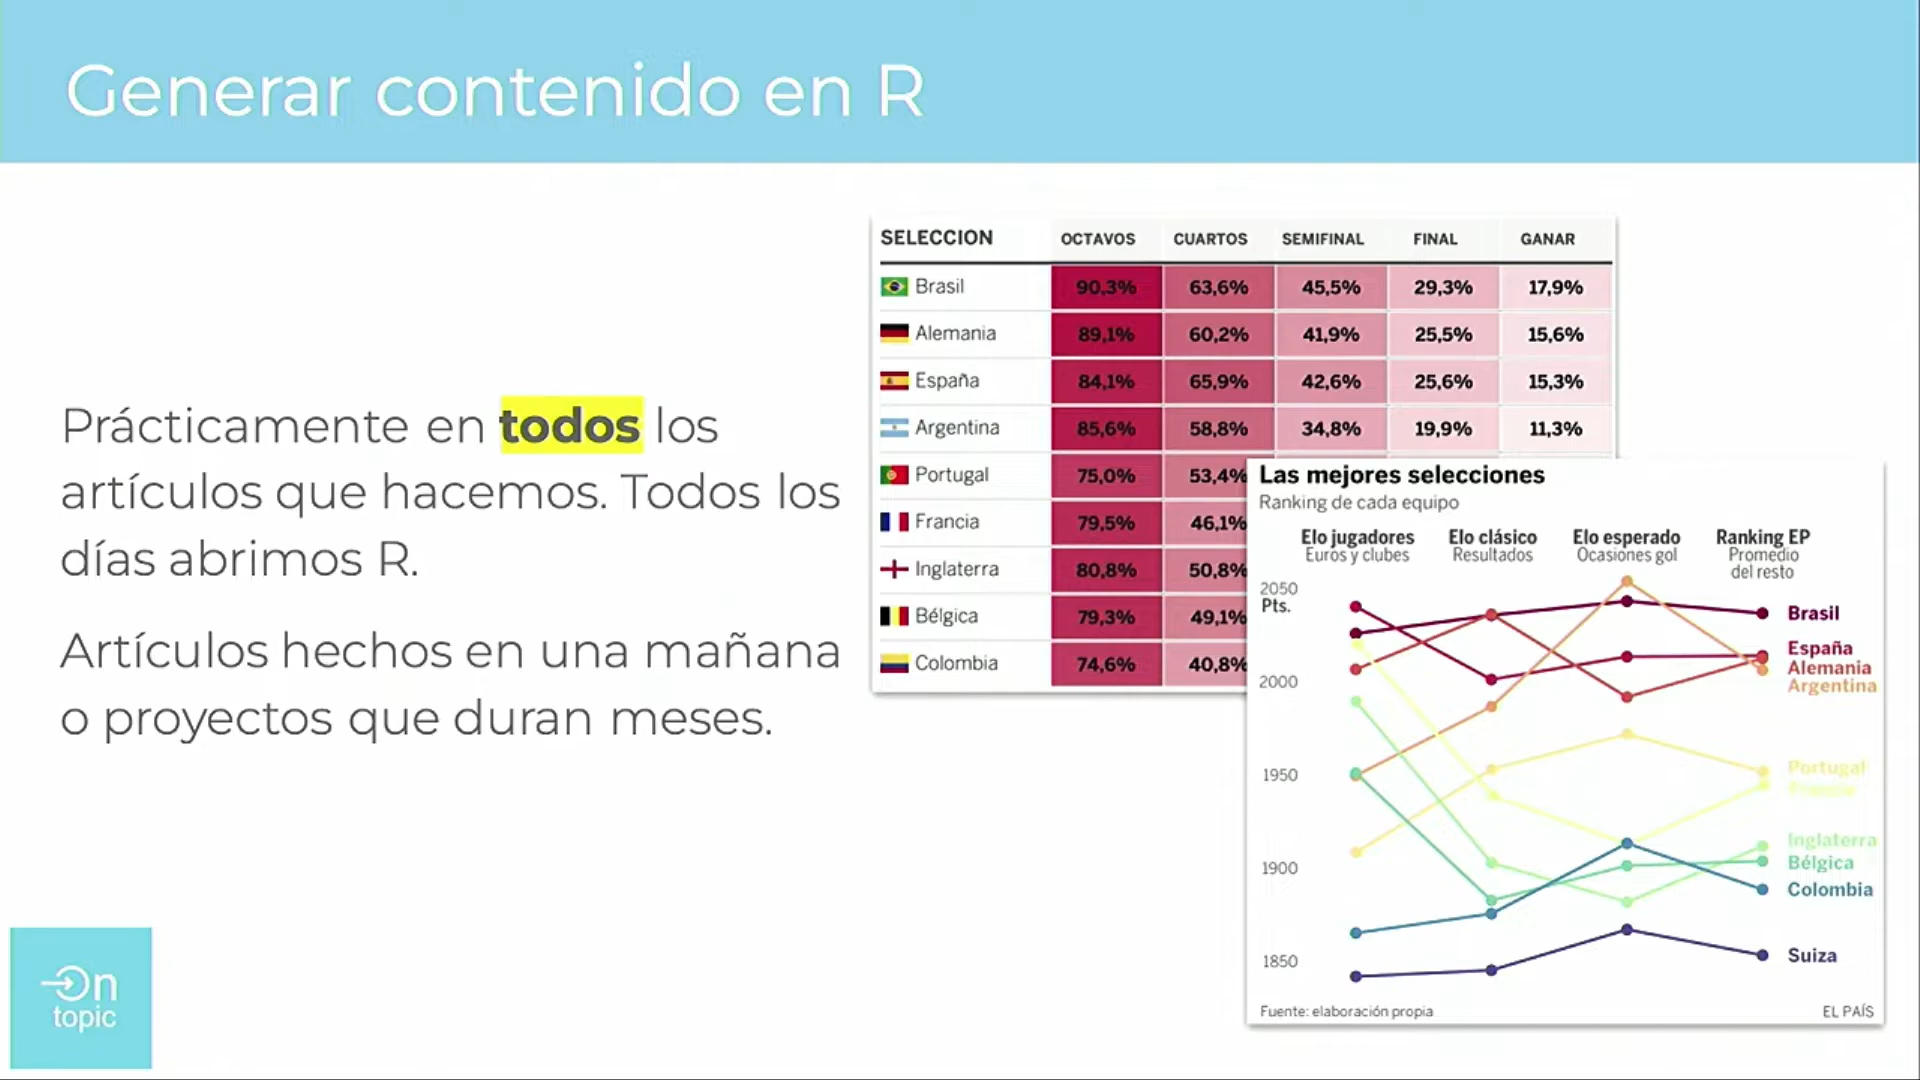 Generar contenido en R
Prácticamente en todos los
artículos que hacemos. Todos los
días abrimos R.
Artículos hechos en una mañana
o proyectos que duran meses.
SELECCION OCTAVOS CUARTOS SEMIFINAL FINAL GANAR
Brasil 90,3% 63,6% 45,5% 29,3% 17,9%
Alemania 89,1% 60,2% 41,9% 25,5% 15,6%
España 84,1% 65,9% 42,6% 25,6% 15,3%
Argentina 85,6% 58,8% 34,8% 19,9% 11,3%
Portugal 75,0% 53,4%
Francia 79,5% 46,1%
Inglaterra 80,8% 50,8%
Bélgica 79,3% 49,1%
Colombia 74,6% 40,8%
Las mejores selecciones
Ranking de cada equipo
Elo jugadores Elo clásico Elo esperado Ranking EP
Euros y clubes Resultados Ocasiones gol Promedio
del resto
2050
Pts.
2000
1950
1900
1850
Brasil
España
Alemania
Argentina
Portugal
Francia
Inglaterra
Bélgica
Colombia
Suiza
Fuente: elaboración propia EL PAÍS
On
topic